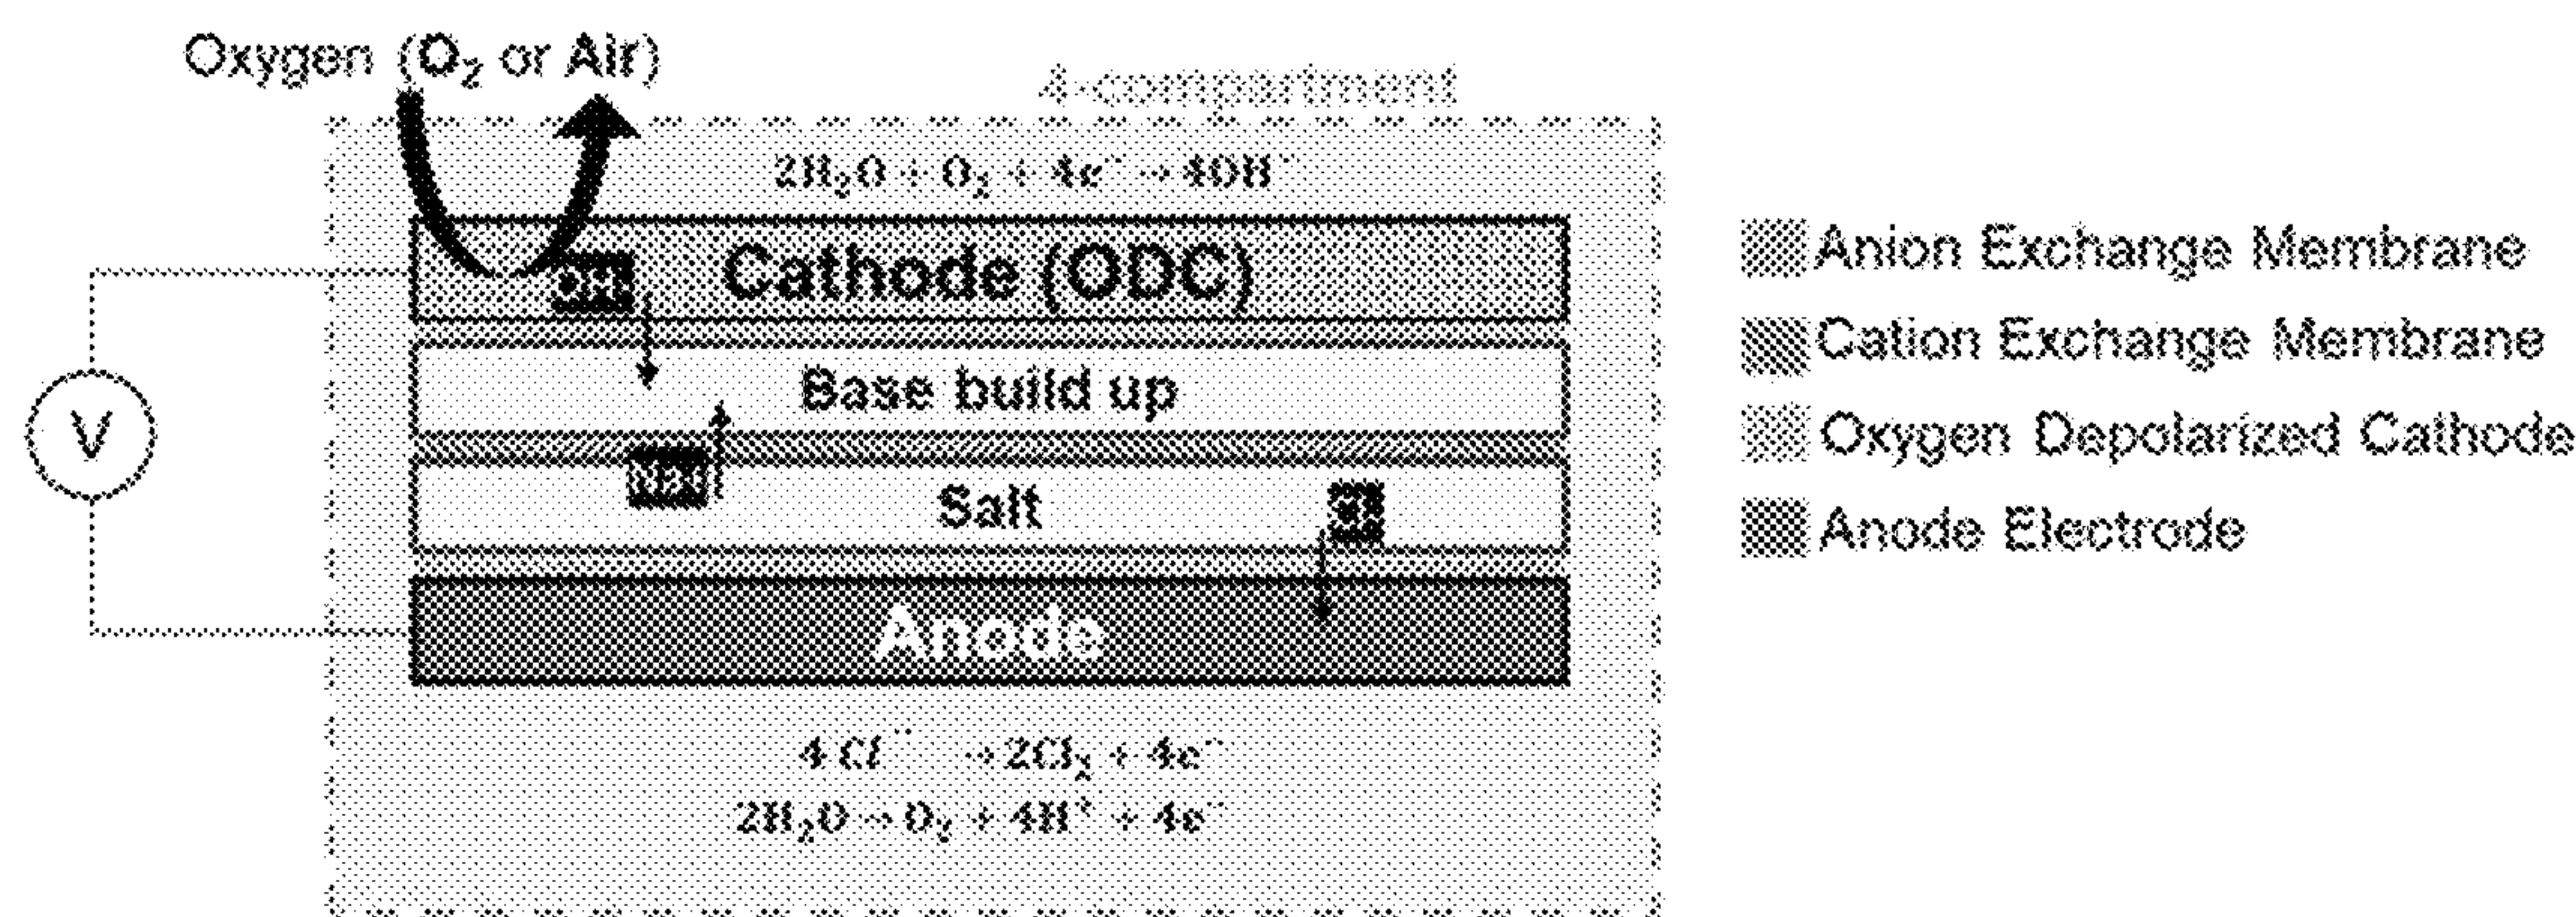 Oxygen (O₂ or Air)
4-compartment
2H₂O + O₂ + 4e⁻ → 4OH⁻
Cathode (ODC)
Base build up
Salt
Anode
4 Cl⁻ → 2Cl₂ + 4e⁻
2H₂O → O₂ + 4H⁺ + 4e⁻
V
Anion Exchange Membrane
Cation Exchange Membrane
Oxygen Depolarized Cathode
Anode Electrode